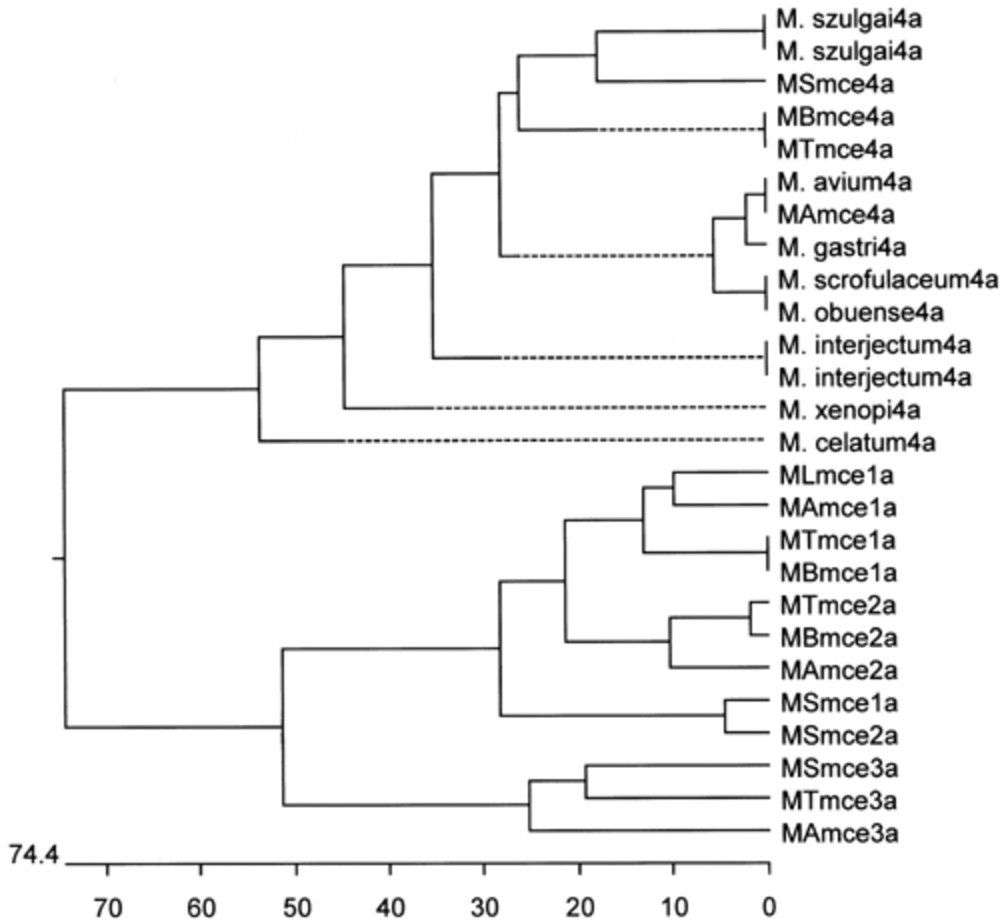 M. szulgai4a
M. szulgai4a
MSmce4a
MBmce4a
MTmce4a
M. avium4a
MAmce4a
M. gastri4a
M. scrofulaceum4a
M. obuense4a
M. interjectum4a
M. interjectum4a
M. xenopi4a
M. celatum4a
MLmce1a
MAmce1a
MTmce1a
MBmce1a
MTmce2a
MBmce2a
MAmce2a
MSmce1a
MSmce2a
MSmce3a
MTmce3a
MAmce3a
74.4
70 60 50 40 30 20 10 0